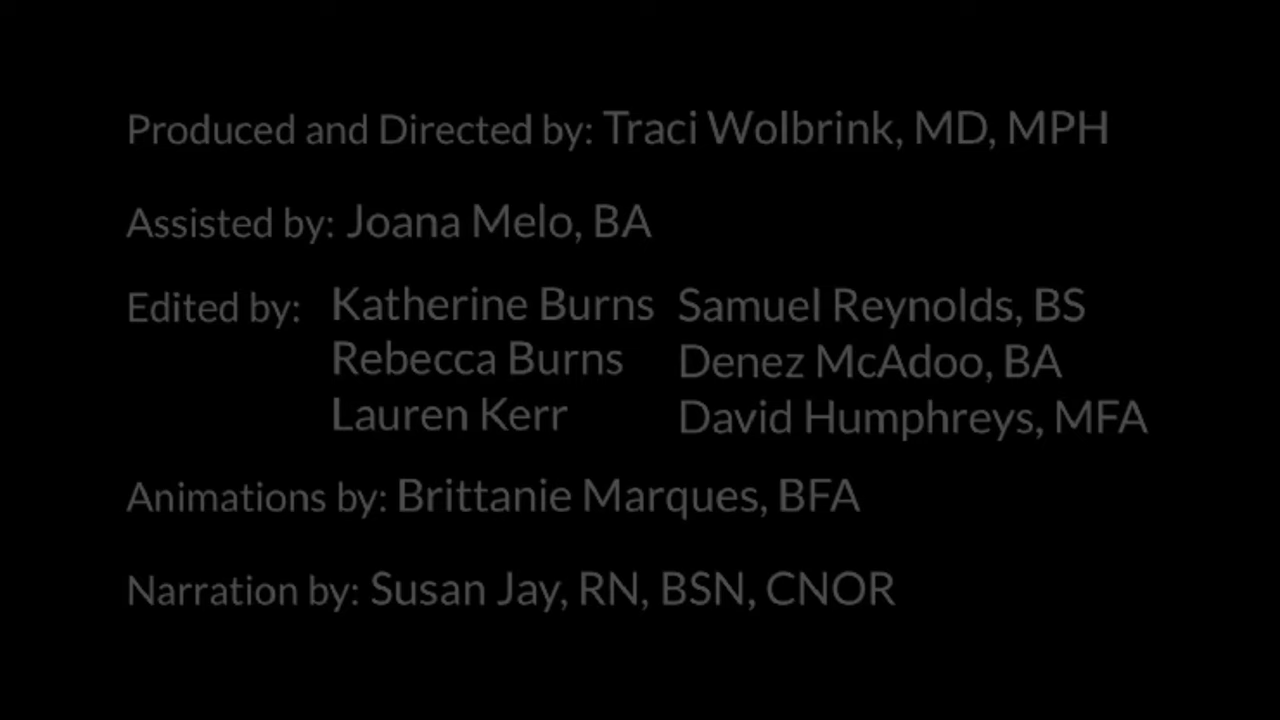 Produced and Directed by: Traci Wolbrink, MD, MPH
Assisted by: Joana Melo, BA
Edited by: Katherine Burns Samuel Reynolds, BS
Rebecca Burns Denez McAdoo, BA
Lauren Kerr David Humphreys, MFA
Animations by: Brittanie Marques, BFA
Narration by: Susan Jay, RN, BSN, CNOR